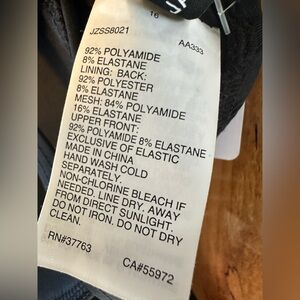 16
JZSS8021
AA333
92% POLYAMIDE
8% ELASTANE
LINING: BACK:
92% POLYESTER
8% ELASTANE
MESH: 84% POLYAMIDE
16% ELASTANE
UPPER FRONT:
92% POLYAMIDE 8% ELASTANE
EXCLUSIVE OF ELASTIC
MADE IN CHINA
HAND WASH COLD
SEPARATELY.
NON-CHLORINE BLEACH IF
NEEDED. LINE DRY. AWAY
FROM DIRECT SUNLIGHT.
DO NOT IRON. DO NOT DRY
CLEAN.
RN#37763
CA#55972